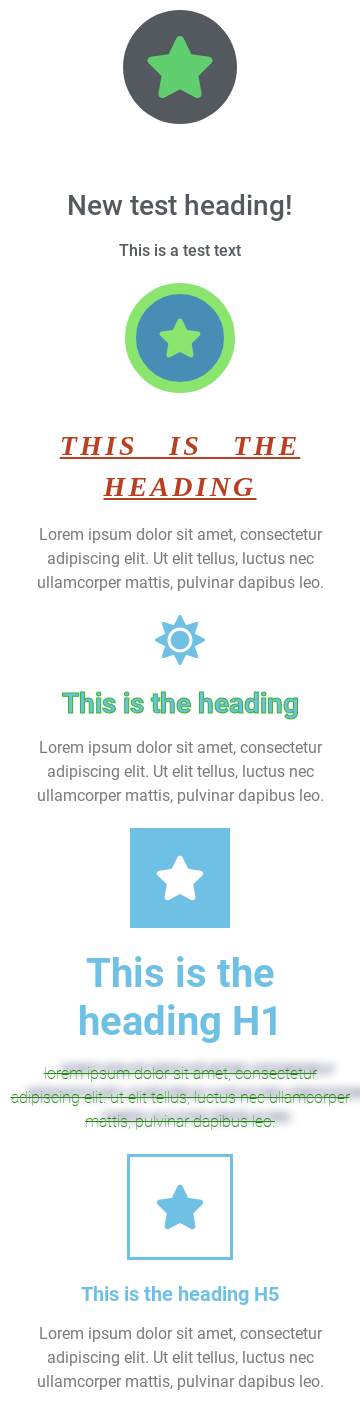 New test heading!
This is a test text
THIS IS THE
HEADING
Lorem ipsum dolor sit amet, consectetur
adipiscing elit. Ut elit tellus, luctus nec
ullamcorper mattis, pulvinar dapibus leo.
This is the heading
Lorem ipsum dolor sit amet, consectetur
adipiscing elit. Ut elit tellus, luctus nec
ullamcorper mattis, pulvinar dapibus leo.
This is the
heading H1
lorem ipsum dolor sit amet, consectetur
adipiscing elit. ut elit tellus, luctus nec ullamcorper
mattis, pulvinar dapibus leo.
This is the heading H5
Lorem ipsum dolor sit amet, consectetur
adipiscing elit. Ut elit tellus, luctus nec
ullamcorper mattis, pulvinar dapibus leo.